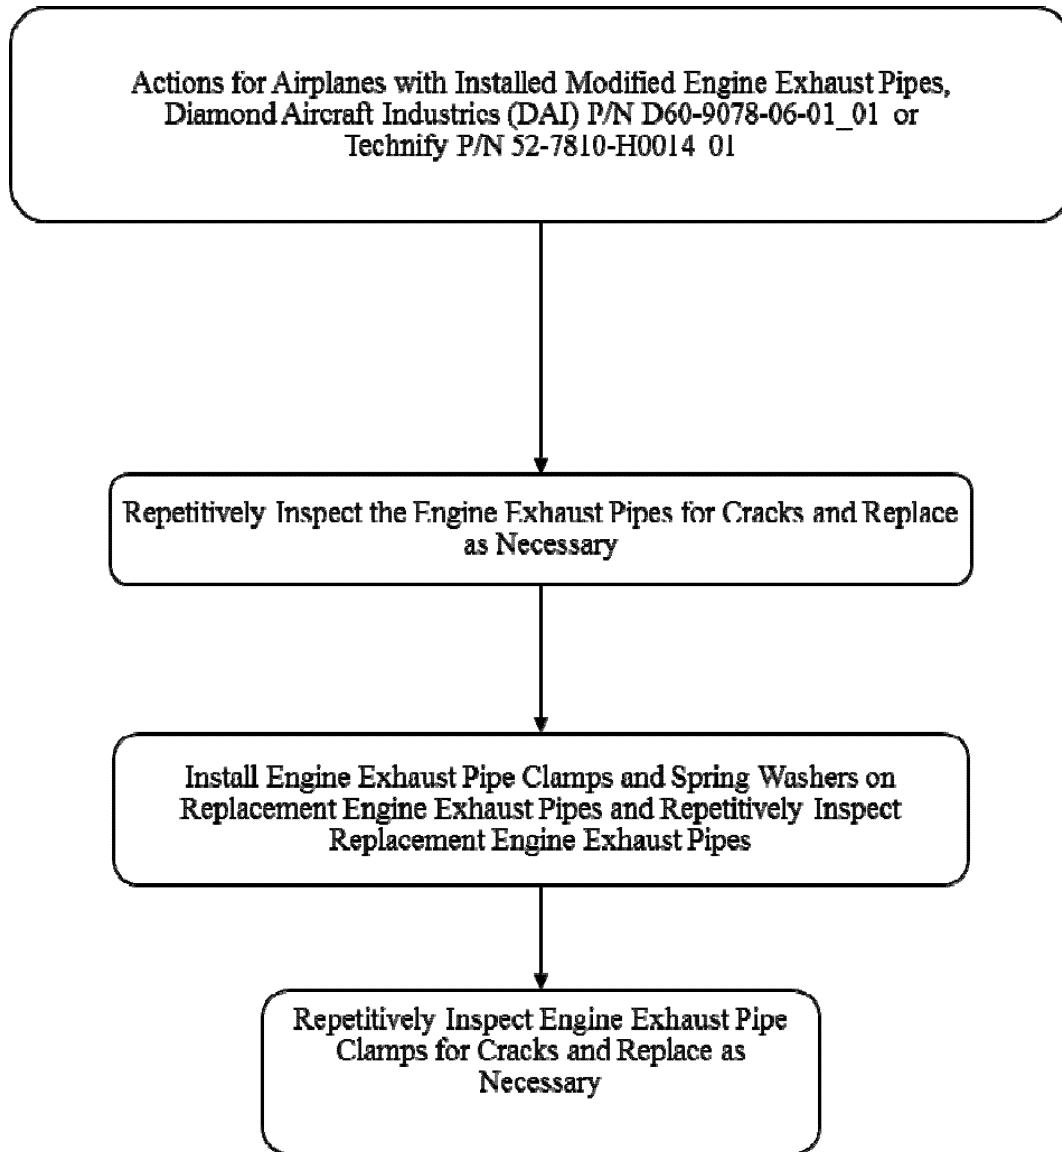 Actions for Airplanes with Installed Modified Engine Exhaust Pipes,
Diamond Aircraft Industries (DAI) P/N D60-9078-06-01_01 or
Technify P/N 52-7810-H0014 01
Repetitively Inspect the Engine Exhaust Pipes for Cracks and Replace
as Necessary
Install Engine Exhaust Pipe Clamps and Spring Washers on
Replacement Engine Exhaust Pipes and Repetitively Inspect
Replacement Engine Exhaust Pipes
Repetitively Inspect Engine Exhaust Pipe
Clamps for Cracks and Replace as
Necessary